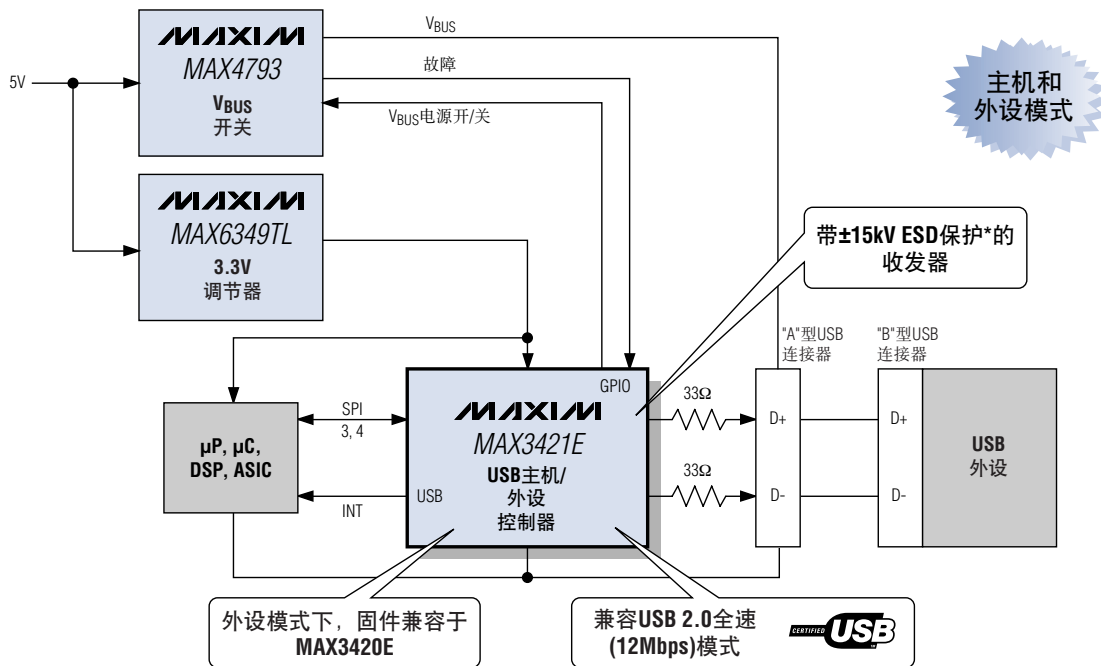 5V
MAXIM
MAX4793
VBUS
开关
VBUS
故障
VBUS电源开/关
主机和
外设模式
MAXIM
MAX6349TL
3.3V
调节器
带±15kV ESD保护*的
收发器
"A"型USB
连接器
"B"型USB
连接器
µP, µC,
DSP, ASIC
SPI
3, 4
INT
GPIO
MAXIM
MAX3421E
USB主机/
外设
控制器
USB
33Ω
33Ω
D+
D-
D+
D-
USB
外设
外设模式下，固件兼容于
MAX3420E
兼容USB 2.0全速
(12Mbps)模式
CERTIFIED USB